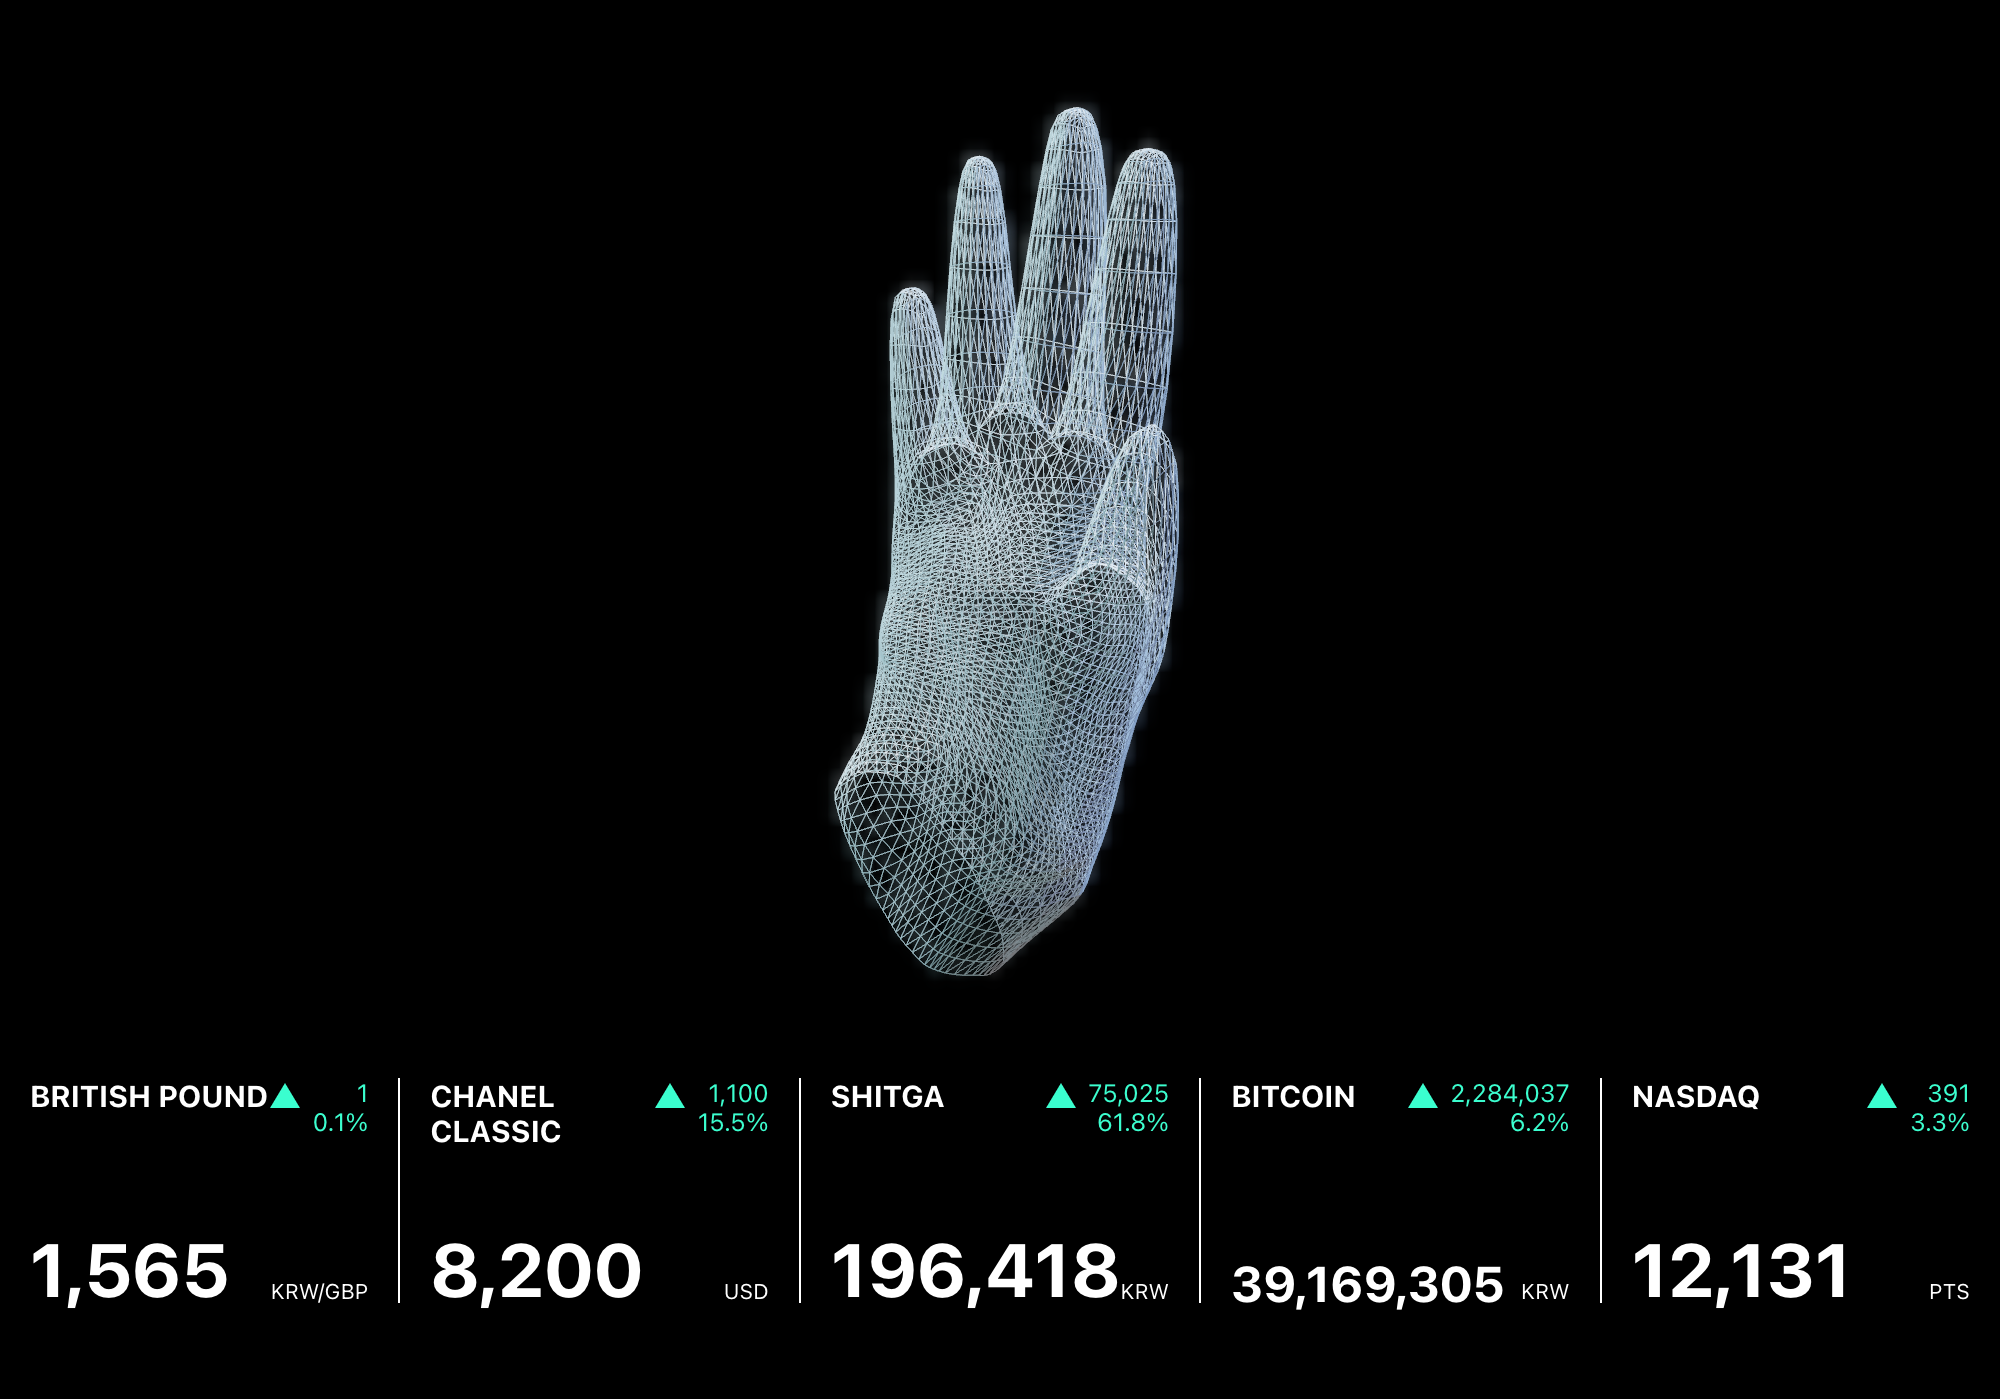 BRITISH POUND ▲ 1
0.1%
1,565 KRW/GBP
CHANEL ▲ 1,100
CLASSIC 15.5%
8,200 USD
SHITGA ▲ 75,025
61.8%
196,418 KRW
BITCOIN ▲ 2,284,037
6.2%
39,169,305 KRW
NASDAQ ▲ 391
3.3%
12,131 PTS